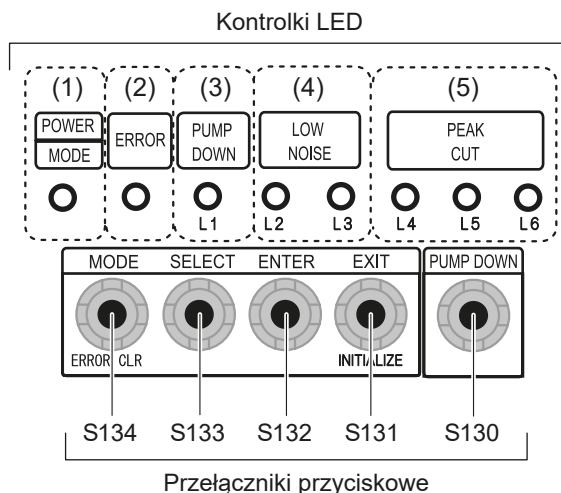 Kontrolki LED
(1) (2) (3) (4) (5)
POWER
MODE
ERROR
PUMP
DOWN
LOW
NOISE
PEAK
CUT
L1 L2 L3 L4 L5 L6
MODE SELECT ENTER EXIT PUMP DOWN
ERROR CLR INITIALIZE
S134 S133 S132 S131 S130
Przełączniki przyciskowe